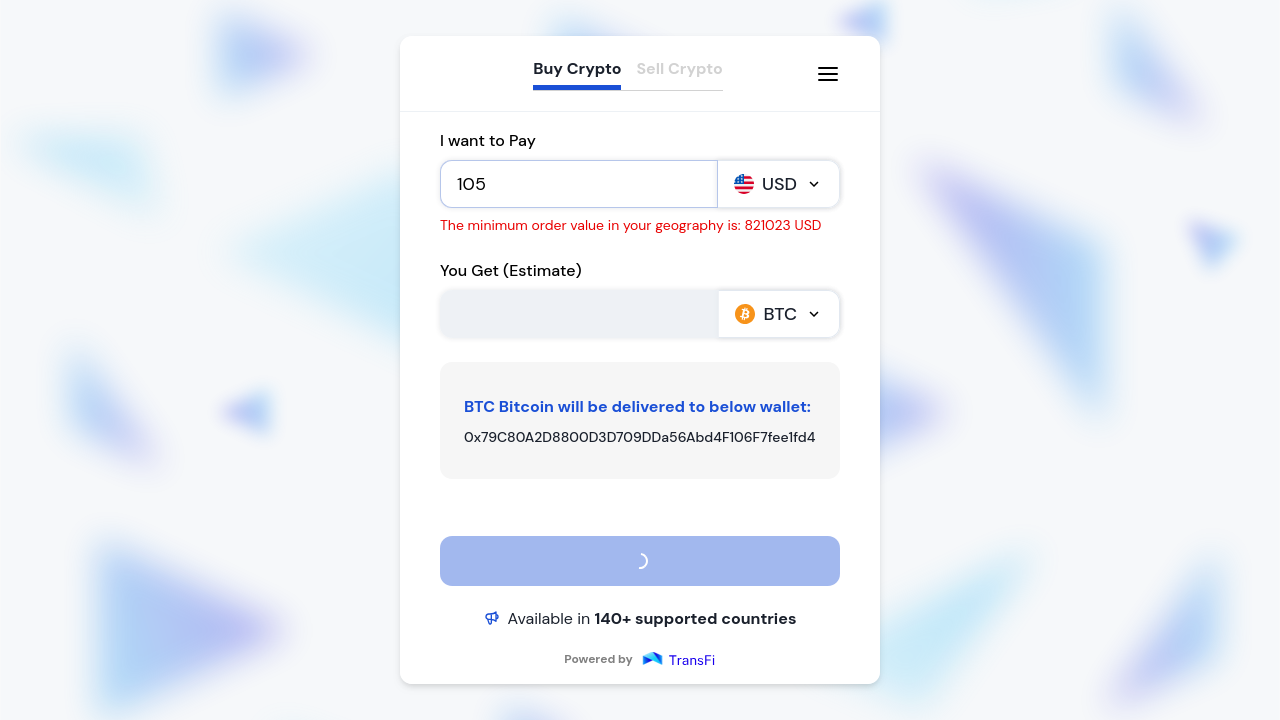 Buy Crypto
Sell Crypto
I want to Pay
105
USD
The minimum order value in your geography is: 821023 USD
You Get (Estimate)
BTC
BTC Bitcoin will be delivered to below wallet:
0x79C80A2D8800D3D709DDa56Abd4F106F7fee1fd4
Available in 140+ supported countries
Powered by TransFi